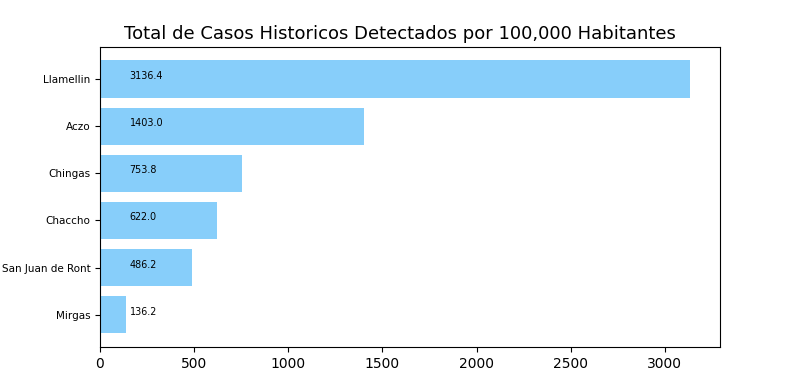 Total de Casos Historicos Detectados por 100,000 Habitantes
Llamellin 3136.4
Aczo 1403.0
Chingas 753.8
Chaccho 622.0
San Juan de Ront 486.2
Mirgas 136.2
0 500 1000 1500 2000 2500 3000